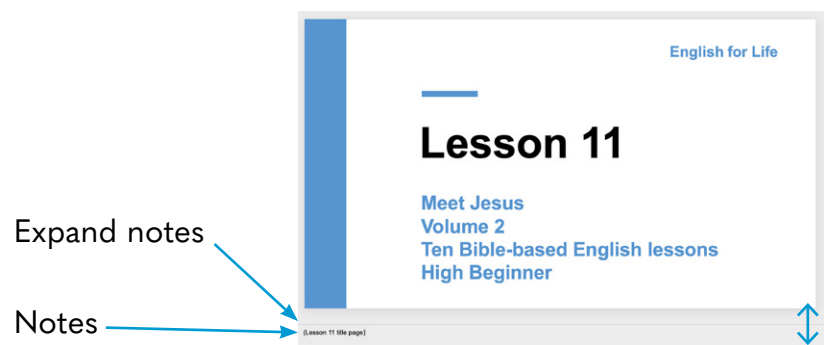 English for Life
Lesson 11
Meet Jesus
Volume 2
Ten Bible-based English lessons
High Beginner
Expand notes
Notes
(Lesson 11 title page)